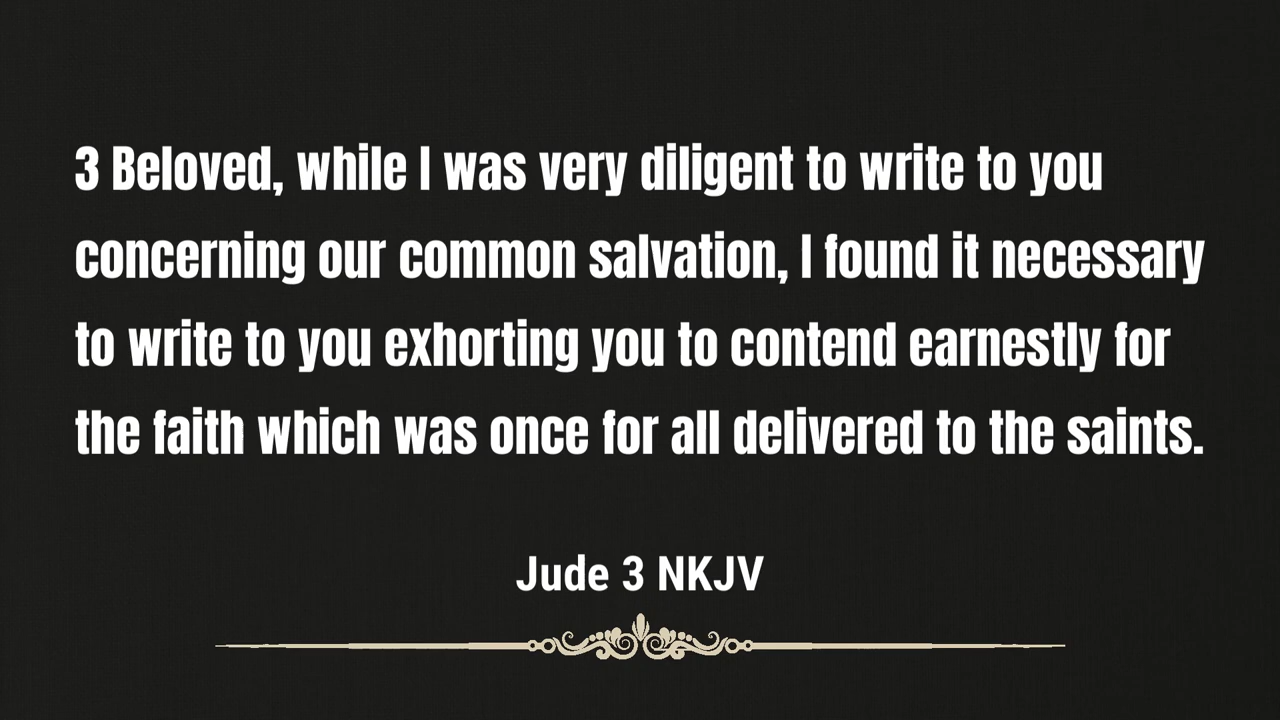 3 Beloved, while I was very diligent to write to you
concerning our common salvation, I found it necessary
to write to you exhorting you to contend earnestly for
the faith which was once for all delivered to the saints.
Jude 3 NKJV